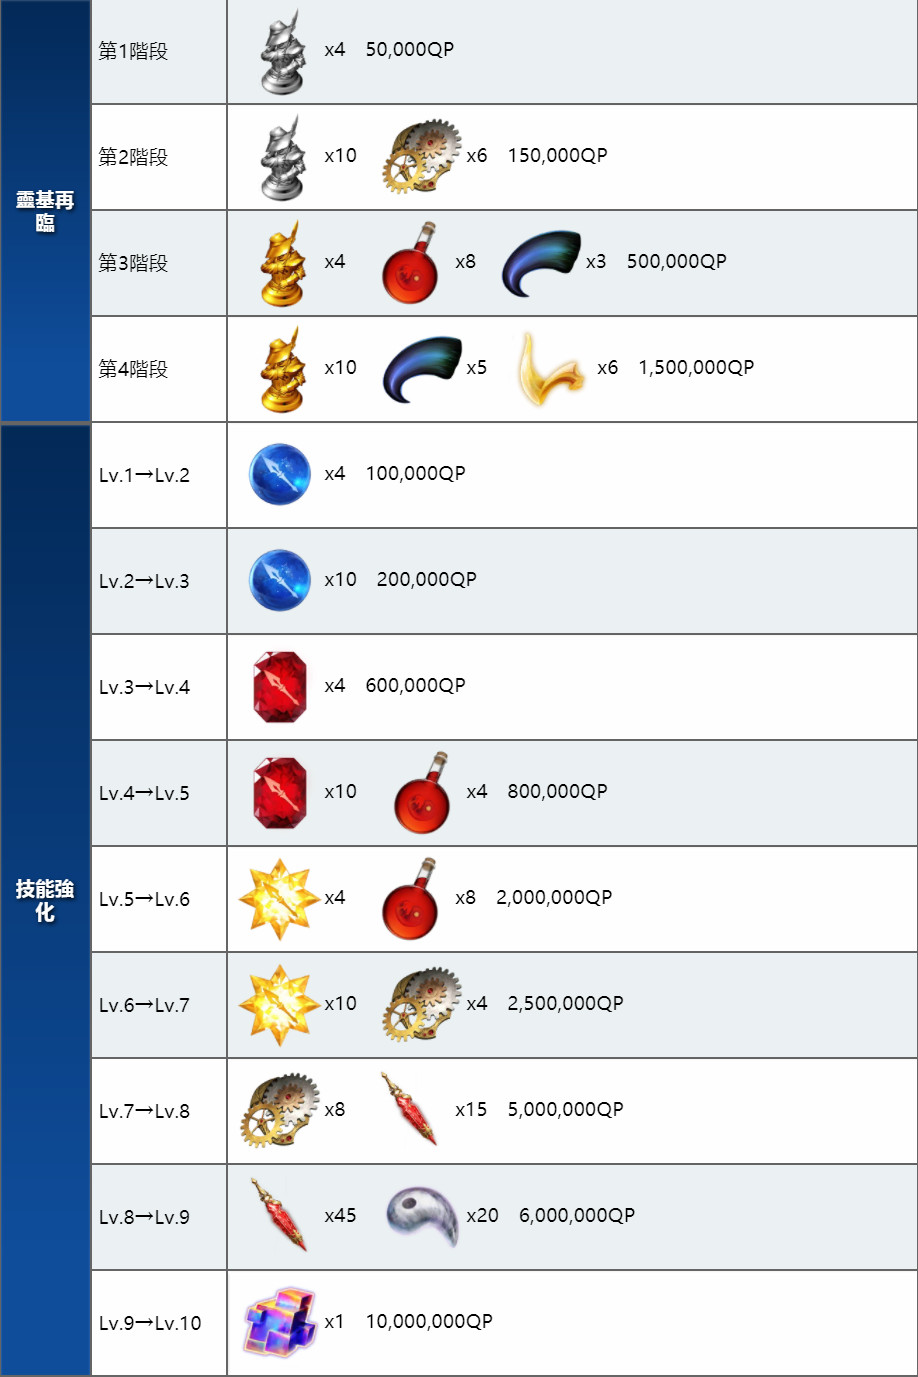 靈基再
臨
第1階段
x4 50,000QP
第2階段
x10 x6 150,000QP
第3階段
x4 x8 x3 500,000QP
第4階段
x10 x5 x6 1,500,000QP
技能強
化
Lv.1→Lv.2
x4 100,000QP
Lv.2→Lv.3
x10 200,000QP
Lv.3→Lv.4
x4 600,000QP
Lv.4→Lv.5
x10 x4 800,000QP
Lv.5→Lv.6
x4 x8 2,000,000QP
Lv.6→Lv.7
x10 x4 2,500,000QP
Lv.7→Lv.8
x8 x15 5,000,000QP
Lv.8→Lv.9
x45 x20 6,000,000QP
Lv.9→Lv.10
x1 10,000,000QP